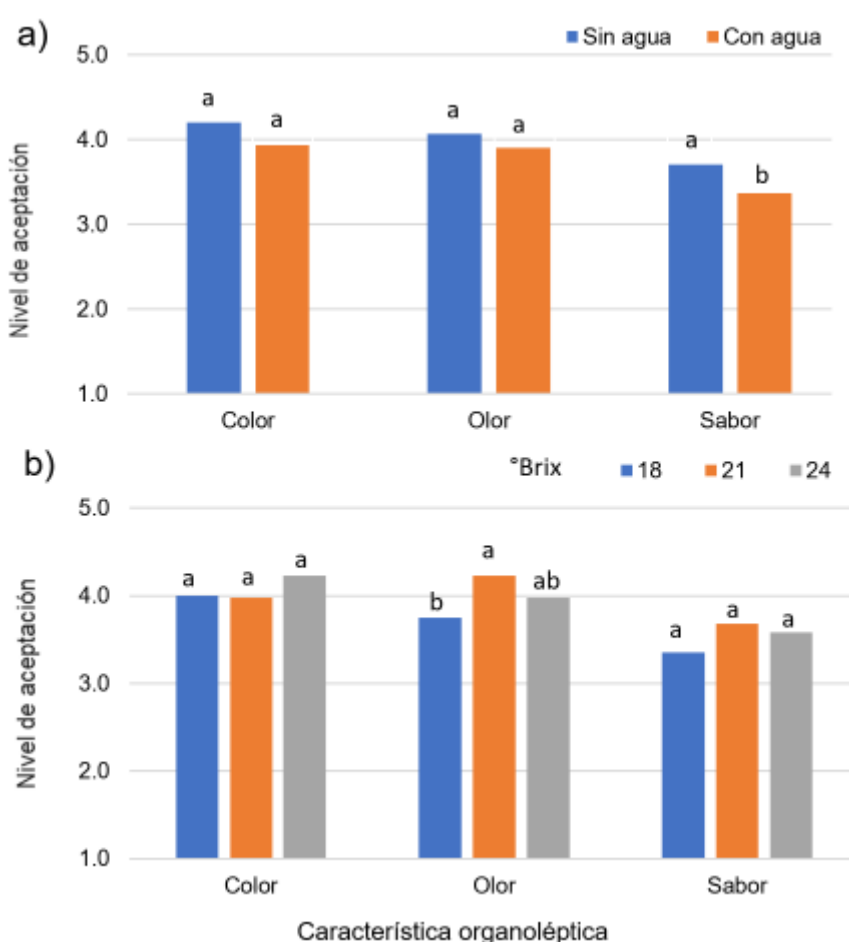 a)
Sin agua Con agua
Nivel de aceptación
5.0
4.0
3.0
2.0
1.0
a a a a a b
Color Olor Sabor
b)
°Brix 18 21 24
Nivel de aceptación
5.0
4.0
3.0
2.0
1.0
a a a b a ab a a a
Color Olor Sabor
Característica organoléptica